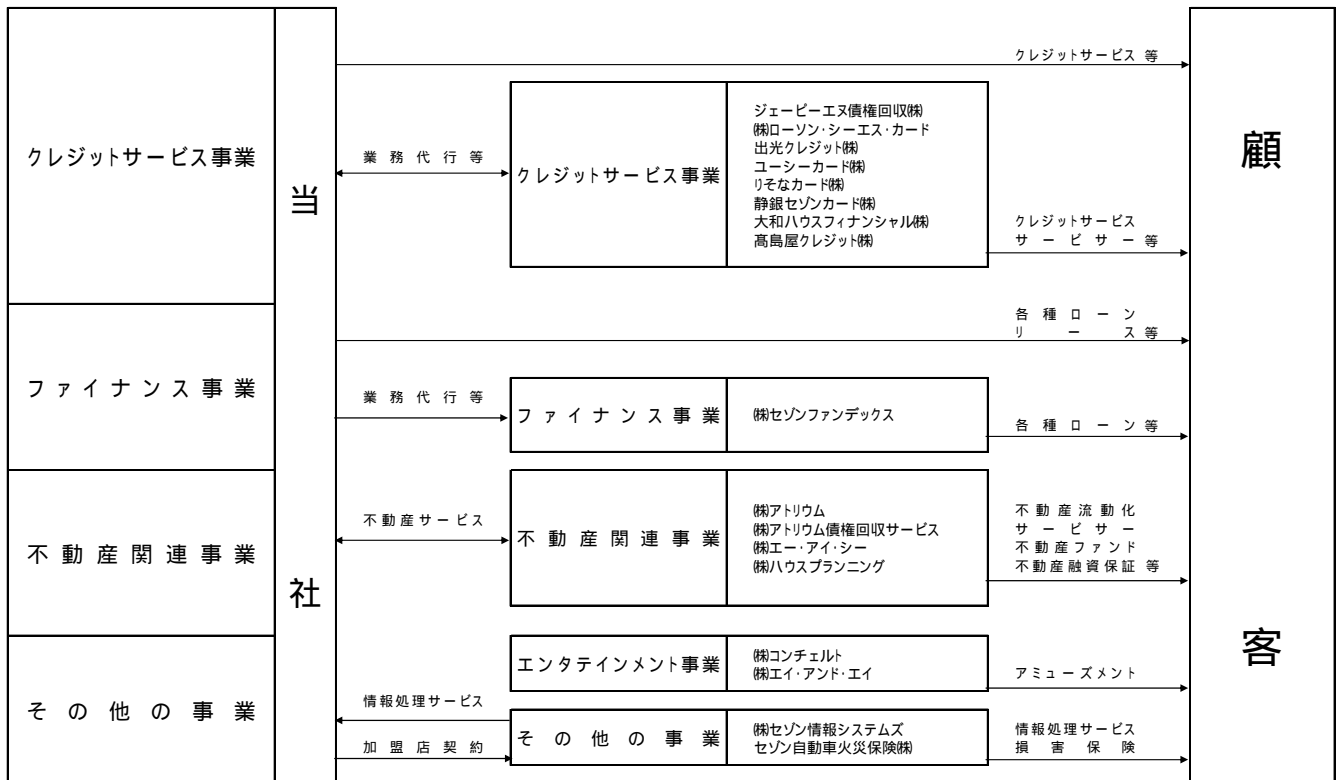 クレジットサービス事業
ファイナンス事業
不動産関連事業
その他の事業
当
社
クレジットサービス 等
業務代行等
クレジットサービス事業
ジェーピーエヌ債権回収㈱
㈱ローソン・シーエス・カード
出光クレジット㈱
ユーシーカード㈱
りそなカード㈱
静銀セゾンカード㈱
大和ハウスフィナンシャル㈱
髙島屋クレジット㈱
クレジットサービス
サービサー 等
各種ローン
リース 等
業務代行等
ファイナンス事業
㈱セゾンファンデックス
各種ローン 等
不動産サービス
不動産関連事業
㈱アトリウム
㈱アトリウム債権回収サービス
㈱エー・アイ・シー
㈱ハウスプランニング
不動産流動化
サービサー
不動産ファンド
不動産融資保証 等
エンタテインメント事業
㈱コンチェルト
㈱エイ・アンド・エイ
アミューズメント
情報処理サービス
加盟店契約
その他の事業
㈱セゾン情報システムズ
セゾン自動車火災保険㈱
情報処理サービス
損害保険
顧
客